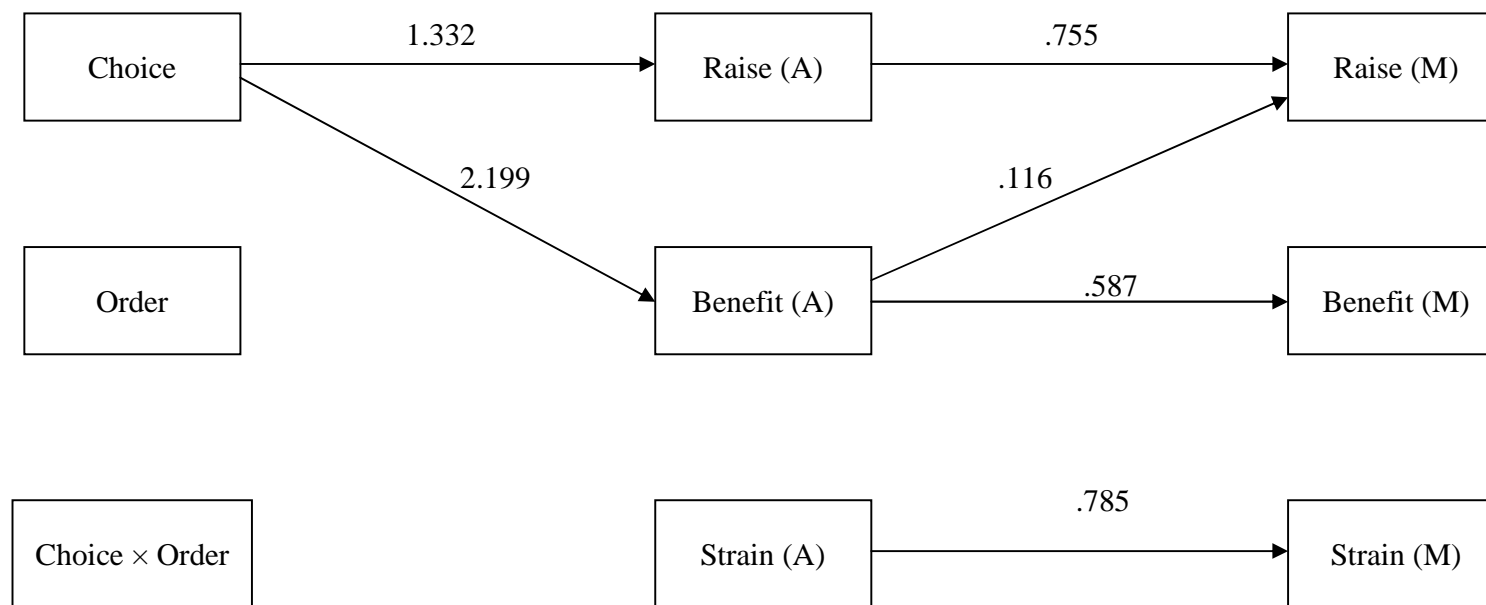 1.332
.755
Choice
Raise (A)
Raise (M)
2.199
.116
Order
Benefit (A)
.587
Benefit (M)
.785
Choice × Order
Strain (A)
Strain (M)